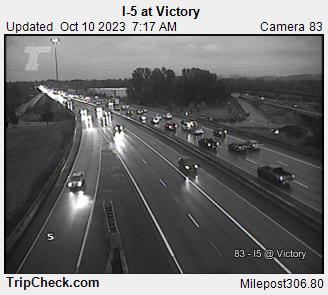 I-5 at Victory
Updated Oct 10 2023 7:17 AM Camera 83
S
83 - I5 @ Victory
TripCheck.com Milepost306.80